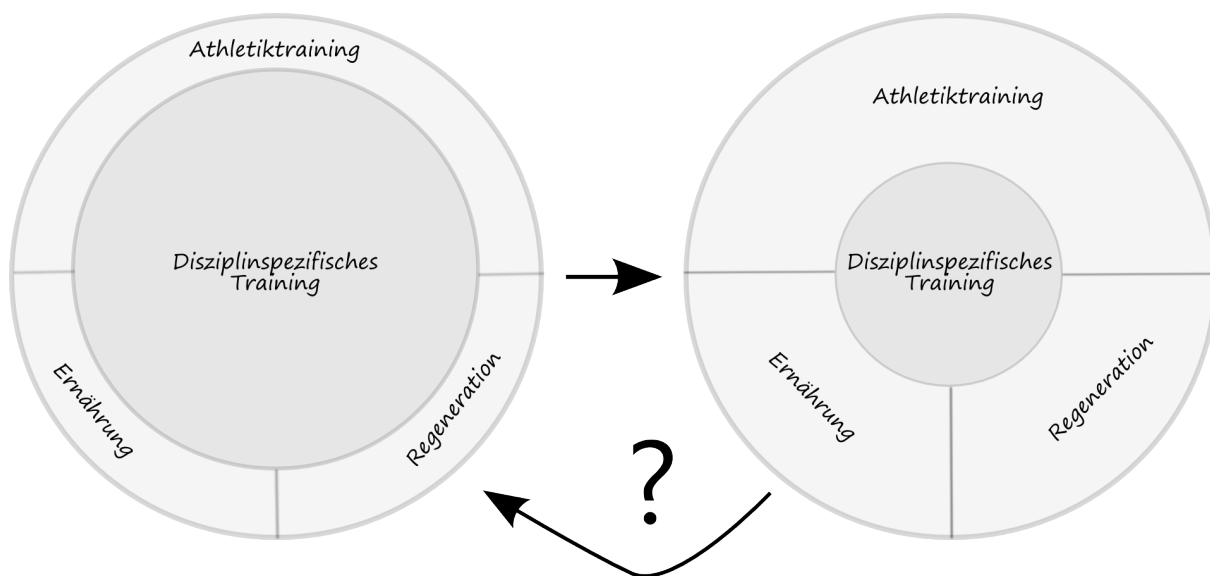 Athletiktraining
Disziplinspezifisches
Training
Ernährung
Regeneration
Athletiktraining
Disziplinspezifisches
Training
Ernährung
Regeneration
?